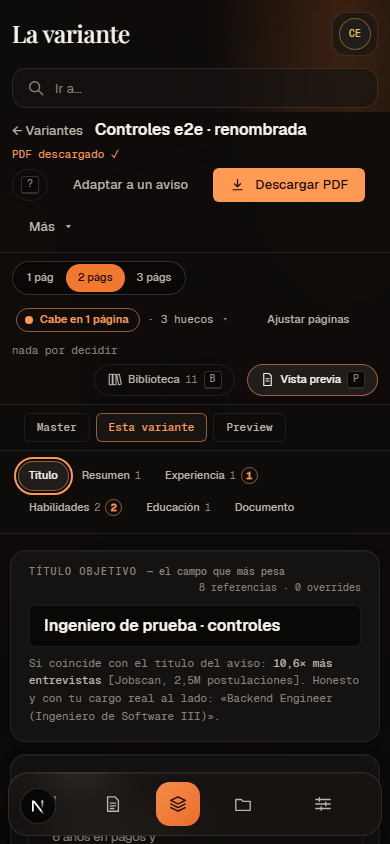 La variante
CE
Ir a...
← Variantes Controles e2e · renombrada
PDF descargado ✓
? Adaptar a un aviso Descargar PDF
Más
1 pág 2 págs 3 págs
Cabe en 1 página · 3 huecos · Ajustar páginas
nada por decidir
Biblioteca 11 B Vista previa P
Master Esta variante Preview
Título Resumen 1 Experiencia 1 1
Habilidades 2 2 Educación 1 Documento
TÍTULO OBJETIVO — el campo que más pesa
8 referencias · 0 overrides
Ingeniero de prueba · controles
Si coincide con el título del aviso: 10,6× más
entrevistas [Jobscan, 2,5M postulaciones]. Honesto
y con tu cargo real al lado: «Backend Engineer
(Ingeniero de Software III)».
N
6 años en pagos y